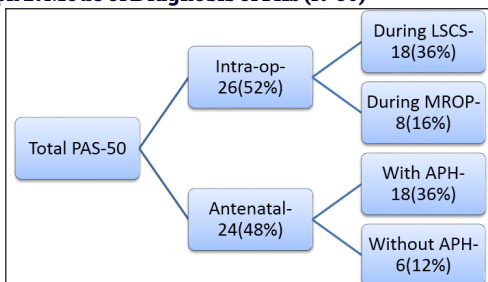 During LSCS-
18(36%)
Intra-op-
26(52%)
During MROP-
8(16%)
Total PAS-50
With APH-
18(36%)
Antenatal-
24(48%)
Without APH-
6(12%)